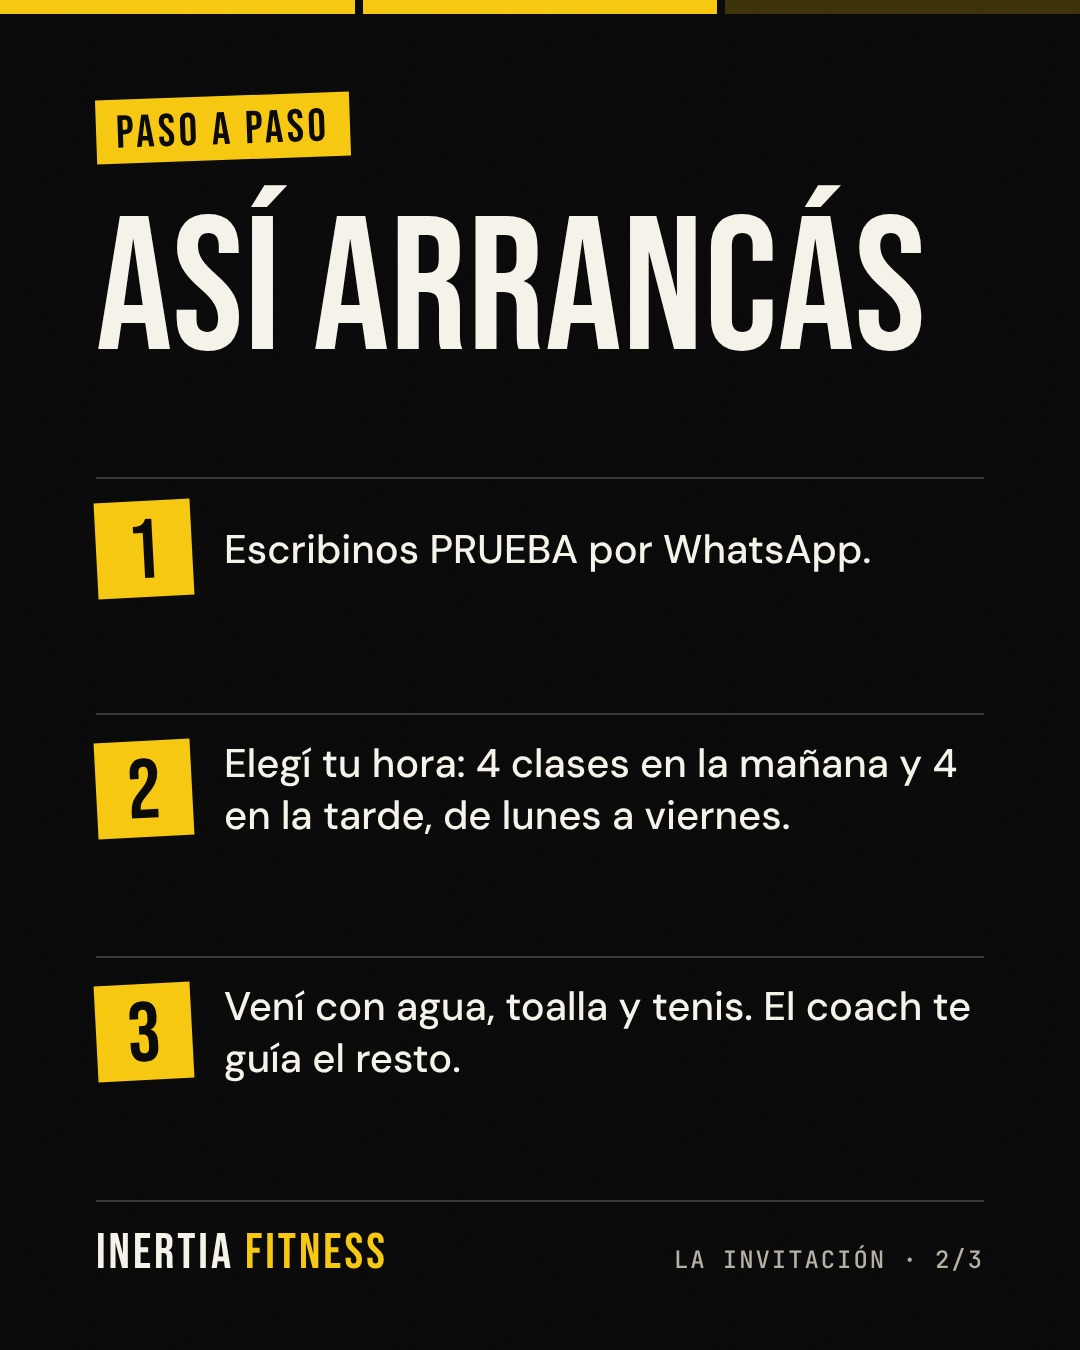 PASO A PASO
ASÍ ARRANCÁS
1
Escribinos PRUEBA por WhatsApp.
2
Elegí tu hora: 4 clases en la mañana y 4
en la tarde, de lunes a viernes.
3
Vení con agua, toalla y tenis. El coach te
guía el resto.
INERTIA FITNESS
LA INVITACIÓN · 2/3